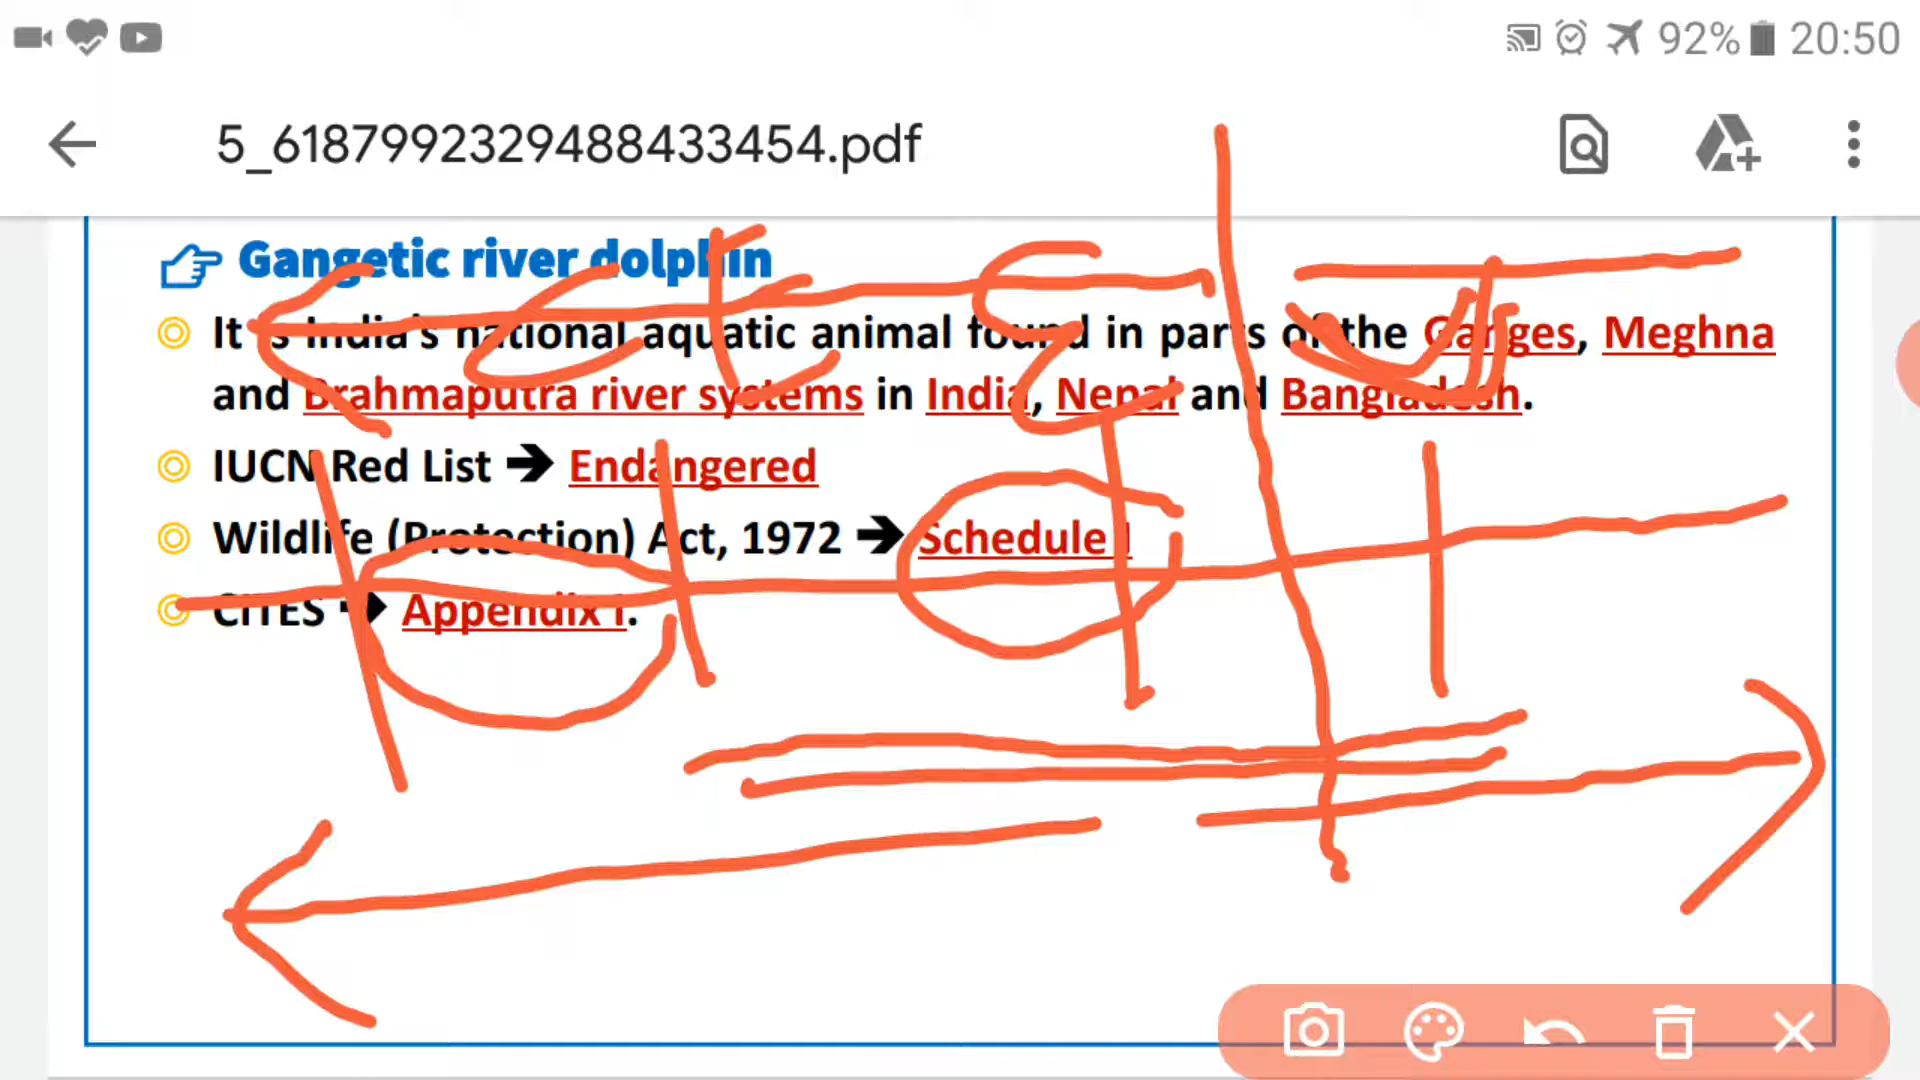 92% 20:50
5_6187992329488433454.pdf
Gangetic river dolphin
It is India's national aquatic animal found in parts of the Ganges, Meghna
and Brahmaputra river systems in India, Nepal and Bangladesh.
IUCN Red List → Endangered
Wildlife (Protection) Act, 1972 → Schedule I
CITES → Appendix I.